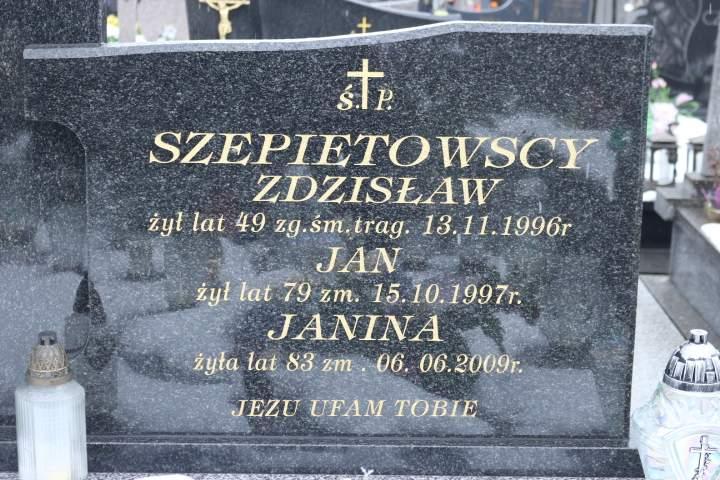 Ś. P.
SZEPIETOWSCY
ZDZISŁAW
żył lat 49 zg.śm.trag. 13.11.1996r
JAN
żył lat 79 zm. 15.10.1997r.
JANINA
żyła lat 83 zm . 06. 06.2009r.
JEZU UFAM TOBIE